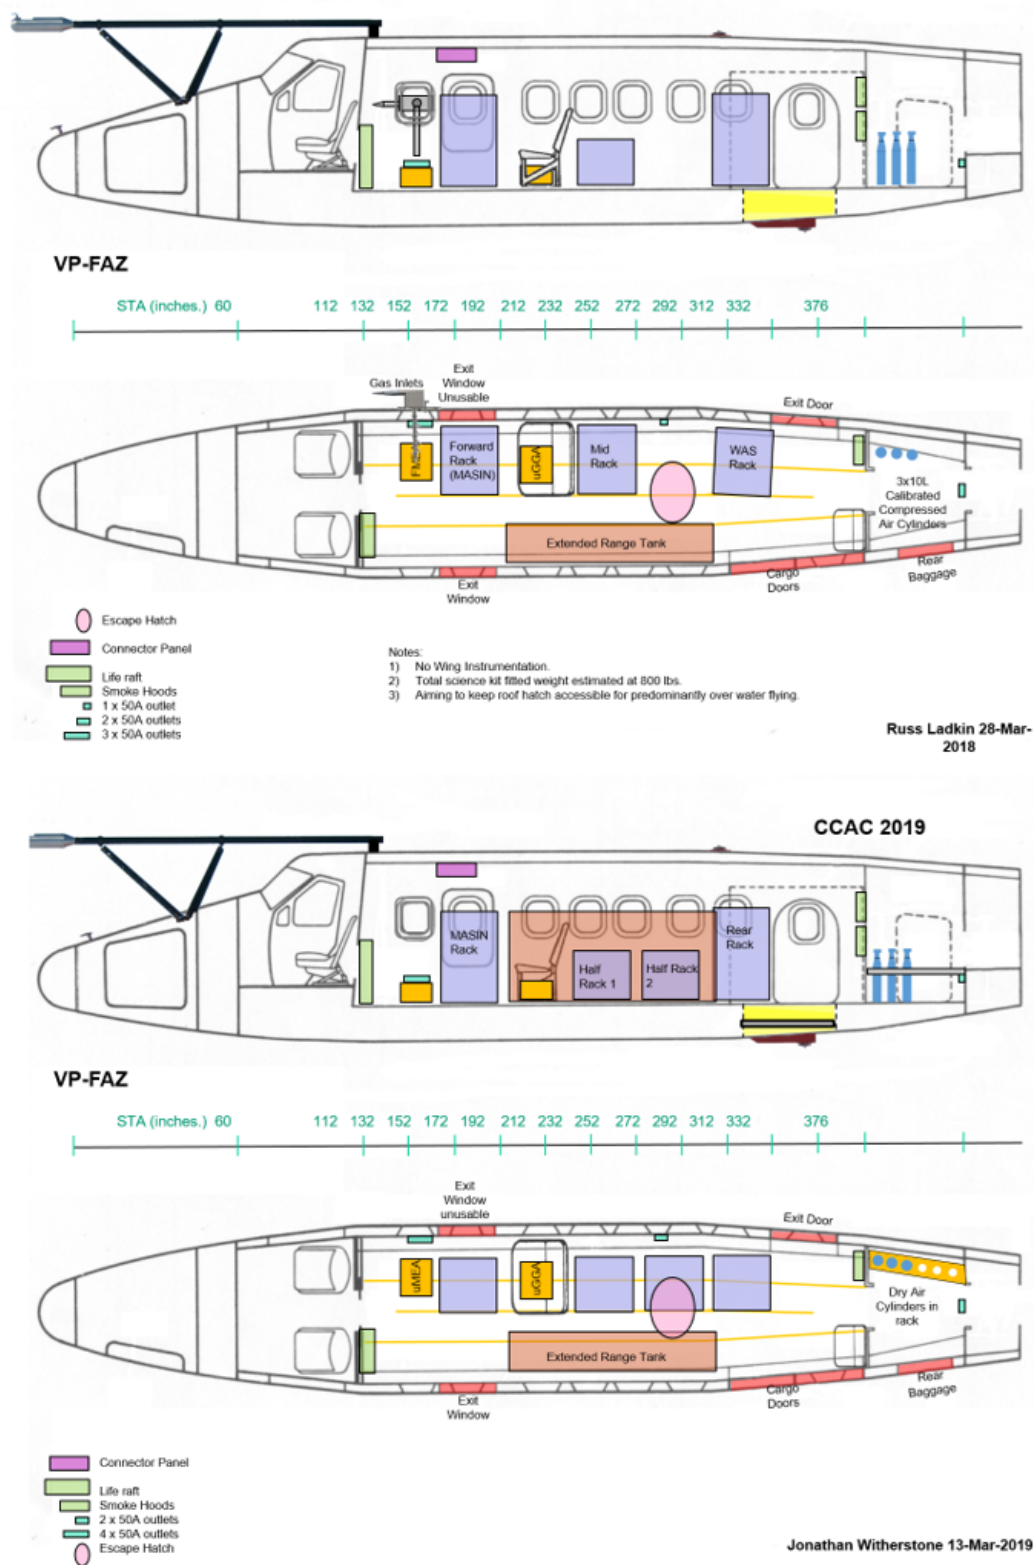 VP-FAZ
STA (inches.) 60 112 132 152 172 192 212 232 252 272 292 312 332 376
Exit
Window
Unusable
Gas Inlets
Exit Door
FMEA
Forward
Rack
(MASIN)
uGGA
Mid
Rack
WAS
Rack
3x10L
Calibrated
Compressed
Air Cylinders
Extended Range Tank
Exit
Window
Cargo
Doors
Rear
Baggage
Escape Hatch
Connector Panel
Life raft
Smoke Hoods
1 x 50A outlet
2 x 50A outlets
3 x 50A outlets
Notes:
1) No Wing Instrumentation.
2) Total science kit fitted weight estimated at 800 lbs.
3) Aiming to keep roof hatch accessible for predominantly over water flying.
Russ Ladkin 28-Mar-
2018
CCAC 2019
MASIN
Rack
Half
Rack 1
Half Rack
2
Rear
Rack
VP-FAZ
STA (inches.) 60 112 132 152 172 192 212 232 252 272 292 312 332 376
Exit
Window
unusable
Exit Door
uMEA
uGGA
Dry Air
Cylinders in
rack
Extended Range Tank
Exit
Window
Cargo
Doors
Rear
Baggage
Connector Panel
Life raft
Smoke Hoods
2 x 50A outlets
4 x 50A outlets
Escape Hatch
Jonathan Witherstone 13-Mar-2019